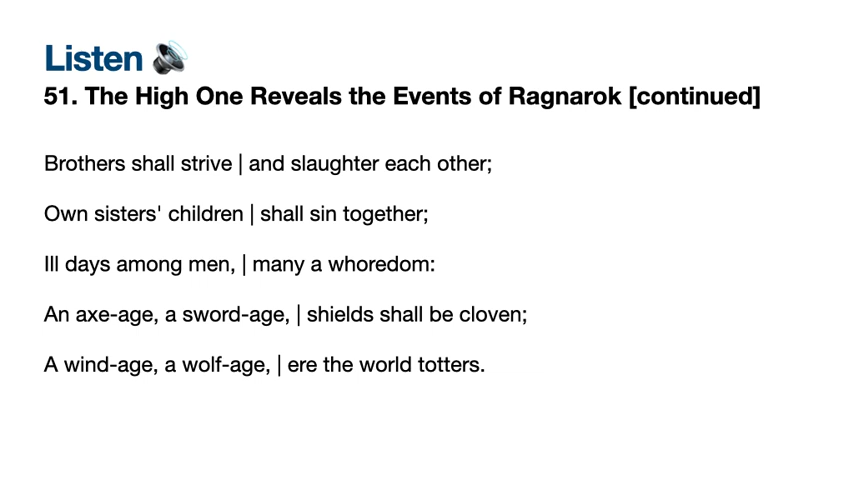 Listen
51. The High One Reveals the Events of Ragnarok [continued]
Brothers shall strive | and slaughter each other;
Own sisters' children | shall sin together;
Ill days among men, | many a whoredom:
An axe-age, a sword-age, | shields shall be cloven;
A wind-age, a wolf-age, | ere the world totters.